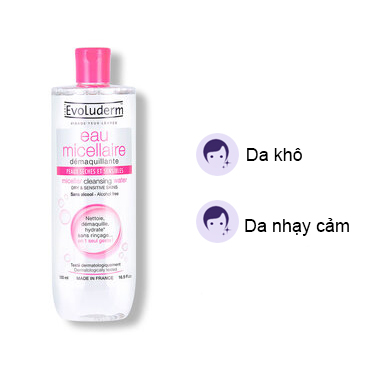 Evoluderm
eau
micellaire
démaquillante
PEAUX SÈCHES ET SENSIBLES
micellar cleansing water
DRY & SENSITIVE SKINS
Sans alcool - Alcohol free
Nettoie,
démaquille,
hydrate*
sans rinçage...
en 1 seul geste !
Testé dermatologiquement
Dermatologically tested
500 ml
16.9 fl oz
MADE IN FRANCE
Da khô
Da nhạy cảm